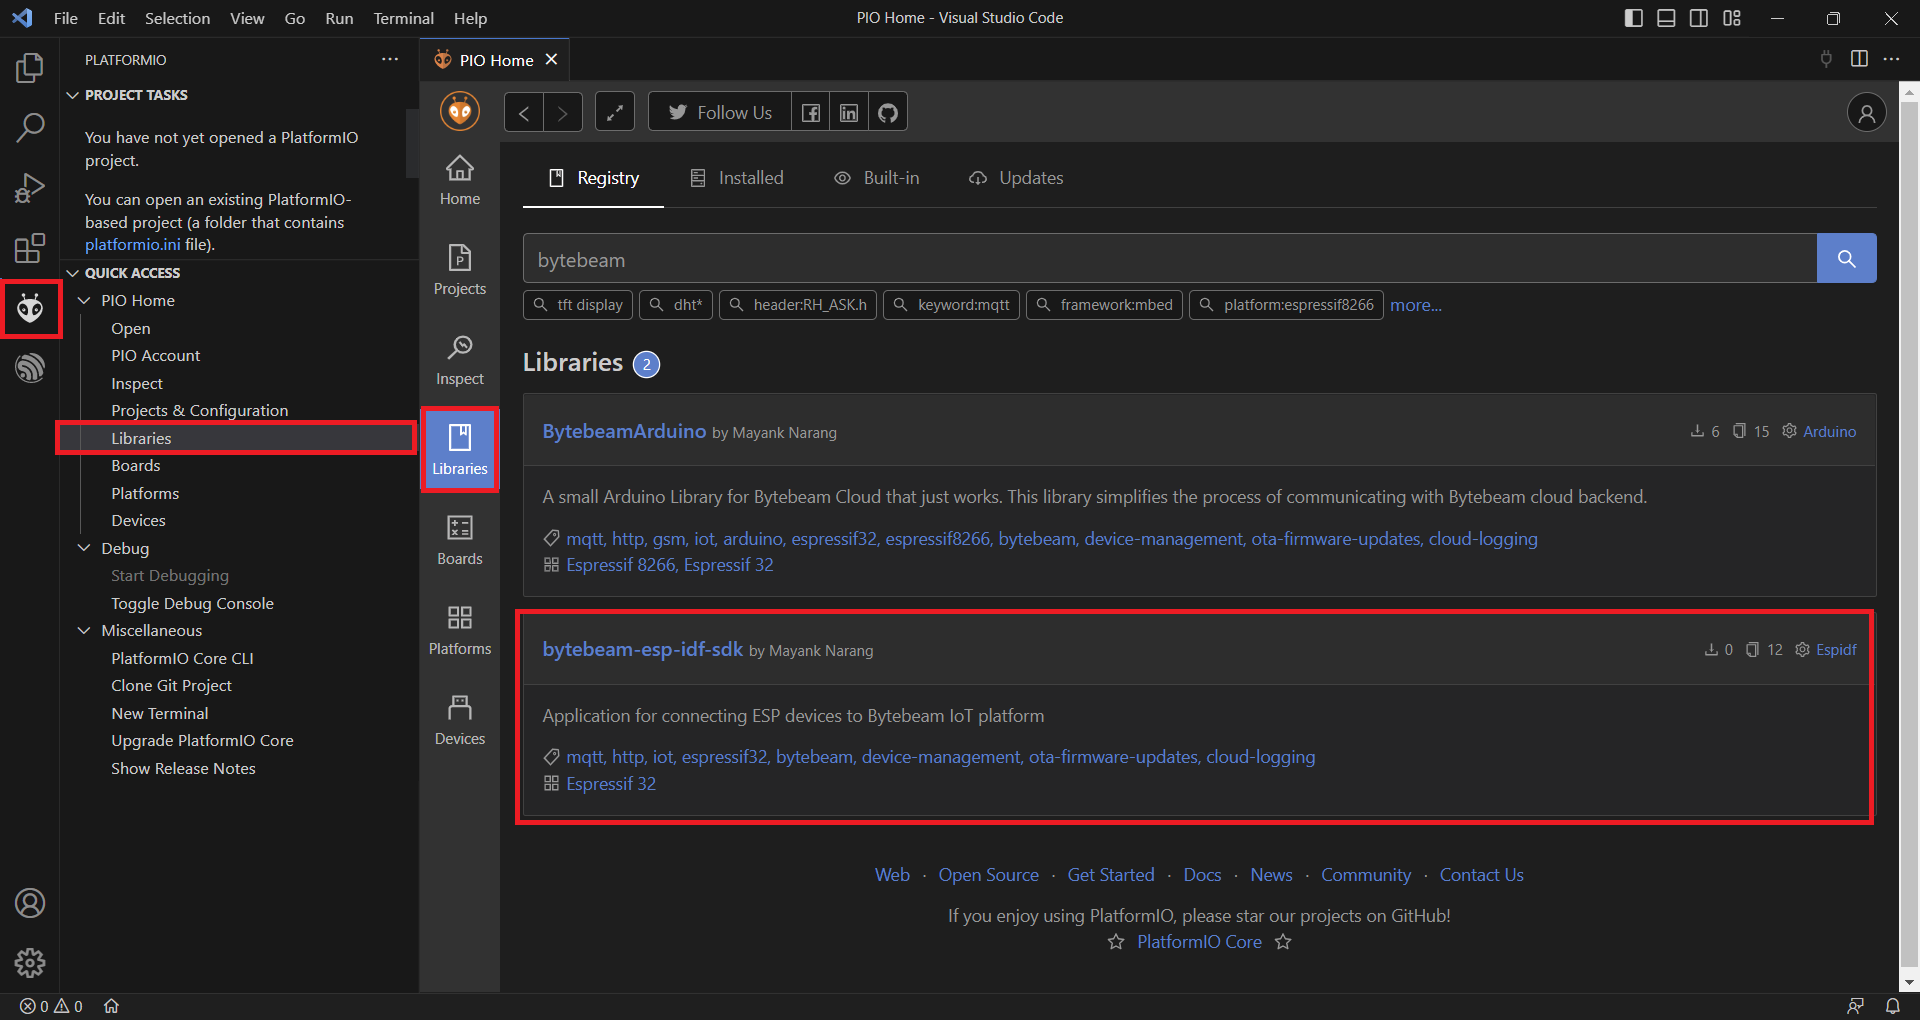 File Edit Selection View Go Run Terminal Help
PIO Home - Visual Studio Code
PLATFORMIO
PROJECT TASKS
You have not yet opened a PlatformIO
project.
You can open an existing PlatformIO-
based project (a folder that contains
platformio.ini file).
QUICK ACCESS
PIO Home
Open
PIO Account
Inspect
Projects & Configuration
Libraries
Boards
Platforms
Devices
Debug
Start Debugging
Toggle Debug Console
Miscellaneous
PlatformIO Core CLI
Clone Git Project
New Terminal
Upgrade PlatformIO Core
Show Release Notes
PIO Home
Follow Us
Home
Projects
Inspect
Libraries
Boards
Platforms
Devices
Registry Installed Built-in Updates
bytebeam
tft display dht* header:RH_ASK.h keyword:mqtt framework:mbed platform:espressif8266 more...
Libraries 2
BytebeamArduino by Mayank Narang 6 15 Arduino
A small Arduino Library for Bytebeam Cloud that just works. This library simplifies the process of communicating with Bytebeam cloud backend.
mqtt, http, gsm, iot, arduino, espressif32, espressif8266, bytebeam, device-management, ota-firmware-updates, cloud-logging
Espressif 8266, Espressif 32
bytebeam-esp-idf-sdk by Mayank Narang 0 12 Espidf
Application for connecting ESP devices to Bytebeam IoT platform
mqtt, http, iot, espressif32, bytebeam, device-management, ota-firmware-updates, cloud-logging
Espressif 32
Web · Open Source · Get Started · Docs · News · Community · Contact Us
If you enjoy using PlatformIO, please star our projects on GitHub!
PlatformIO Core
0 0